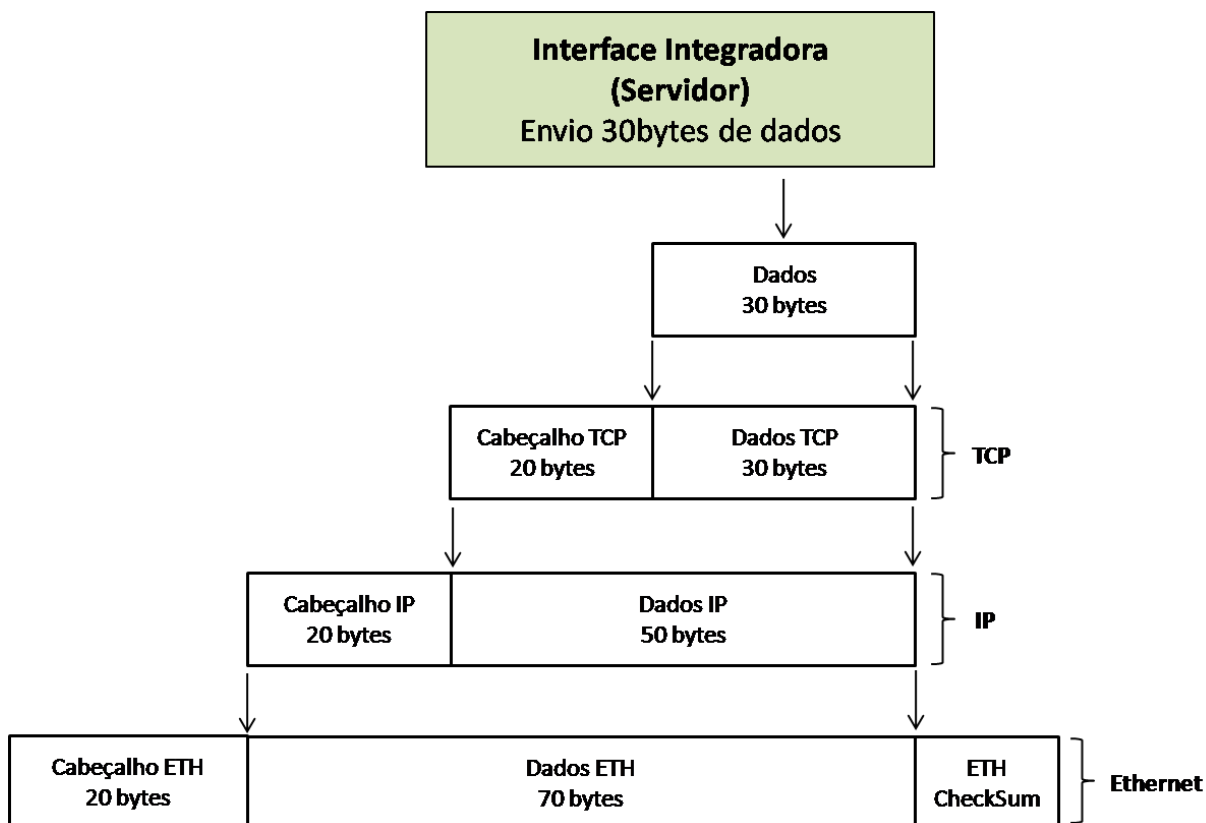 Interface Integradora
(Servidor)
Envio 30bytes de dados
Dados
30 bytes
Cabeçalho TCP
20 bytes
Dados TCP
30 bytes
TCP
Cabeçalho IP
20 bytes
Dados IP
50 bytes
IP
Cabeçalho ETH
20 bytes
Dados ETH
70 bytes
ETH
CheckSum
Ethernet